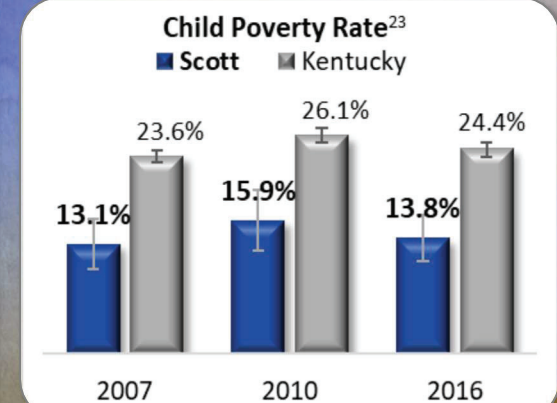 Child Poverty Rate²³
Scott Kentucky
23.6% 26.1% 24.4%
13.1% 15.9% 13.8%
2007 2010 2016